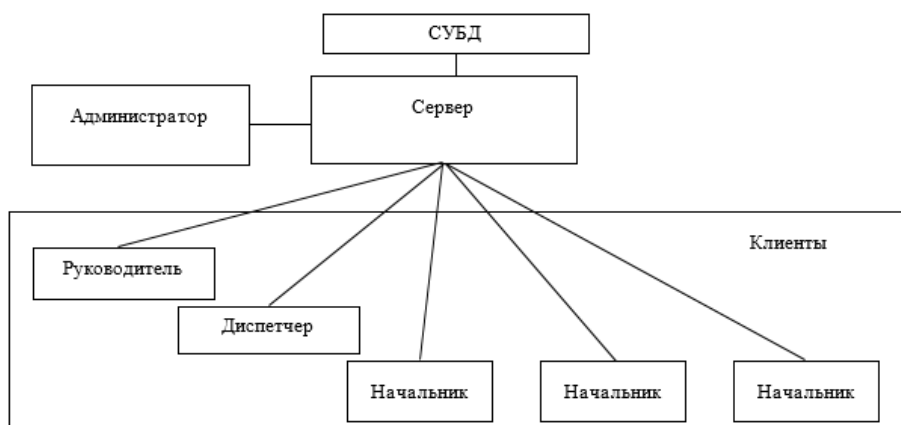 СУБД
Администратор
Сервер
Клиенты
Руководитель
Диспетчер
Начальник
Начальник
Начальник